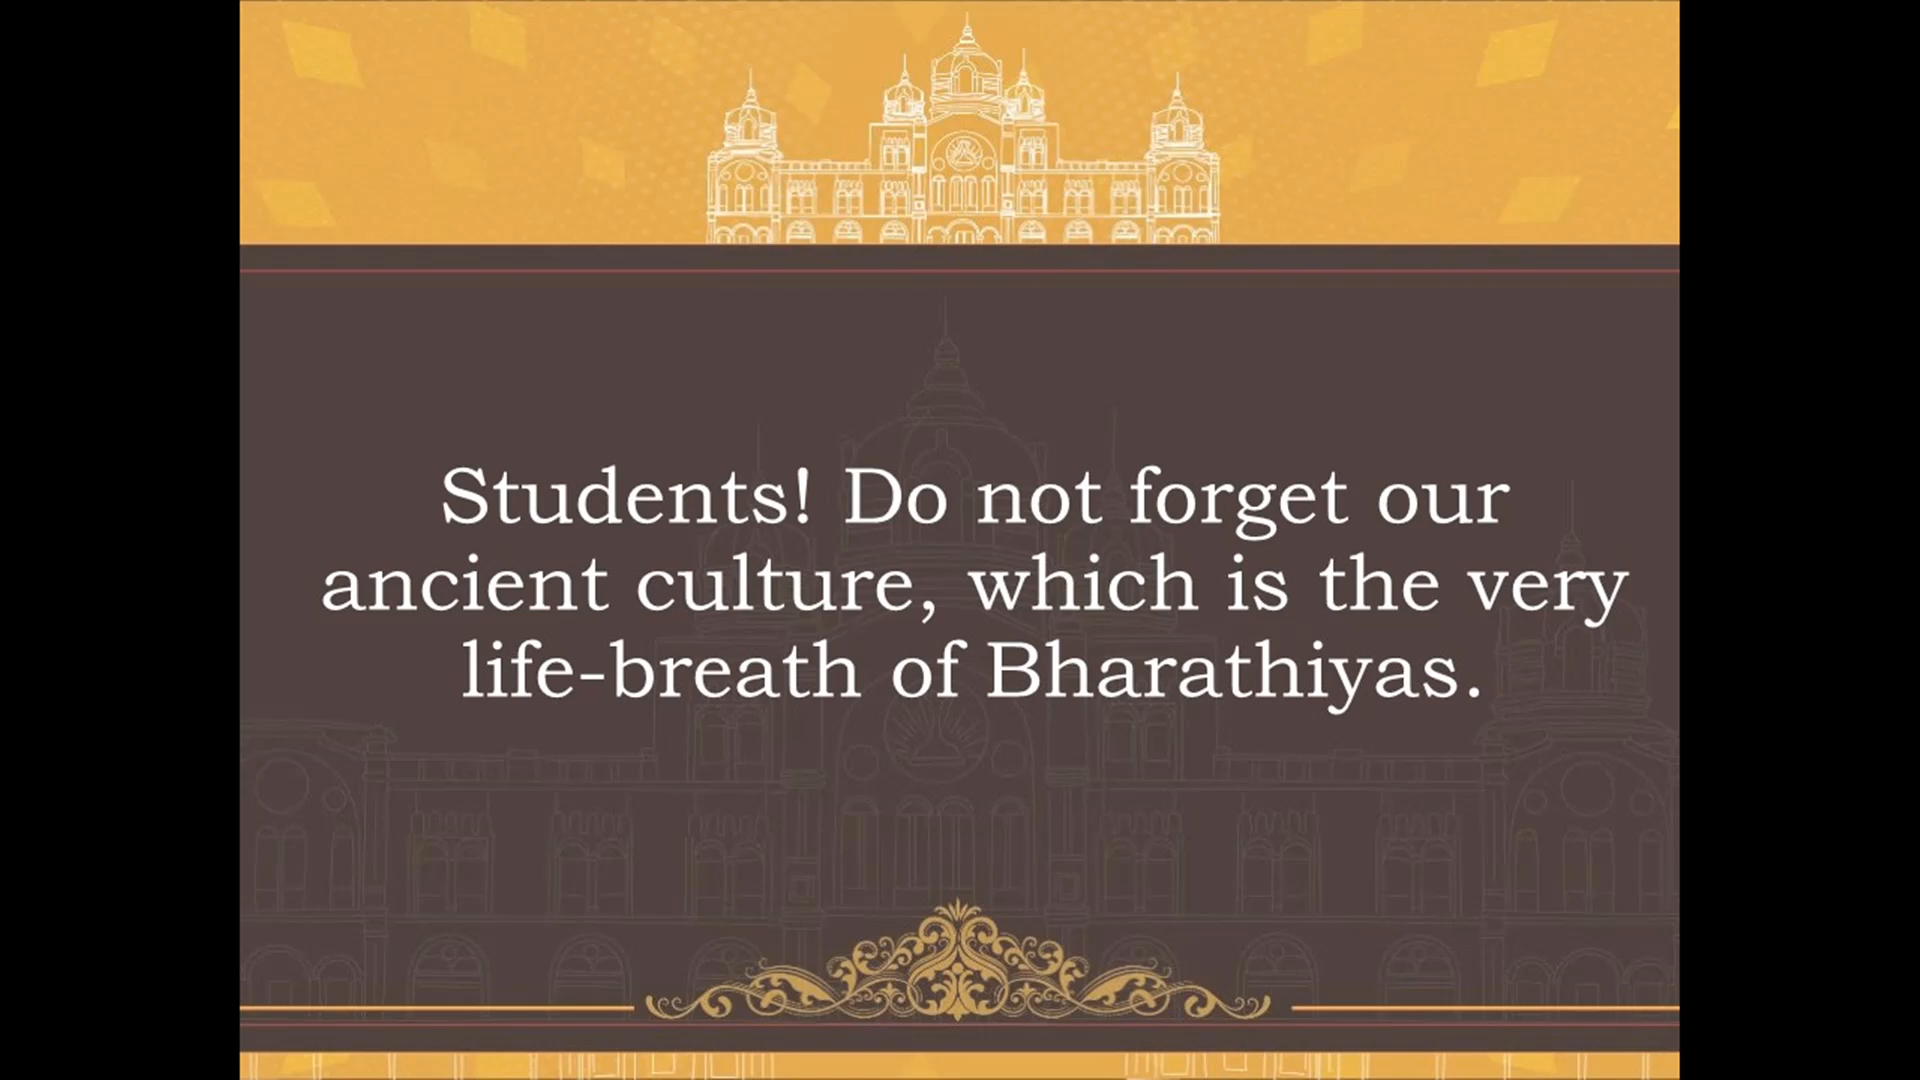 Students! Do not forget our
ancient culture, which is the very
life-breath of Bharathiyas.